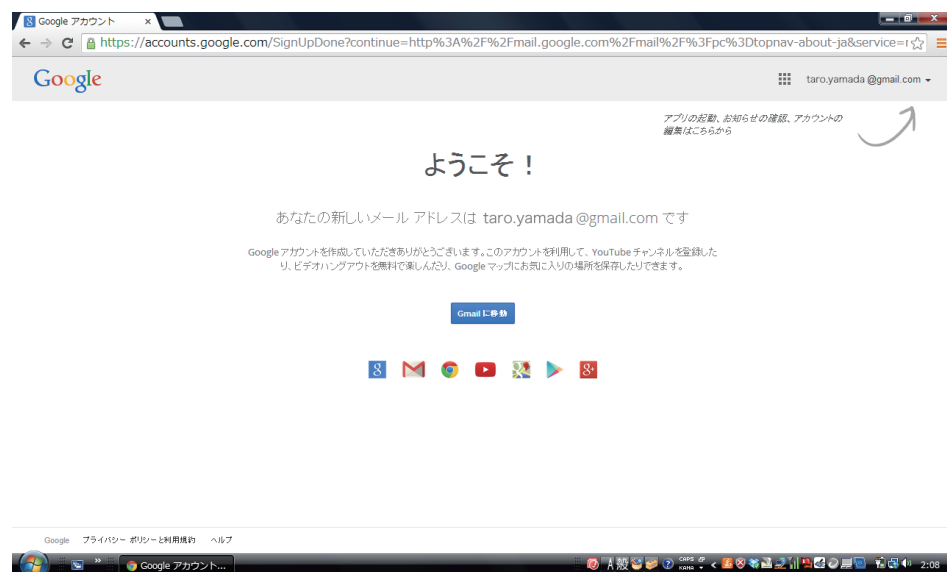 Google アカウント
https://accounts.google.com/SignUpDone?continue=http%3A%2F%2Fmail.google.com%2Fmail%2F%3Fpc%3Dtopnav-about-ja&service=
Google
taro.yamada @gmail.com
アプリの起動、お知らせの確認、アカウントの
編集はこちらから
ようこそ！
あなたの新しいメール アドレスは taro.yamada @gmail.com です
Google アカウントを作成していただきありがとうございます。このアカウントを利用して、YouTube チャンネルを登録した
り、ビデオハングアウトを無料で楽しんだり、Google マップにお気に入りの場所を保存したりできます。
Gmail に移動
Google プライバシー ポリシーと利用規約 ヘルプ
Google アカウント...
A 般 CAPS KANA 2:08